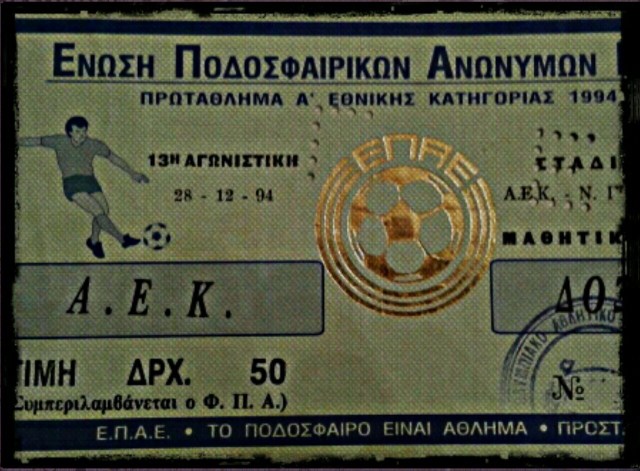 ΕΝΩΣΗ ΠΟΔΟΣΦΑΙΡΙΚΩΝ ΑΝΩΝΥΜΩΝ
ΠΡΩΤΑΘΛΗΜΑ Α' ΕΘΝΙΚΗΣ ΚΑΤΗΓΟΡΙΑΣ 1994
ΕΠΑΕ
13Η ΑΓΩΝΙΣΤΙΚΗ
ΣΤΑΔΙ
28 - 12 - 94
Α.Ε.Κ. - Ν.
ΜΑΘΗΤΙΚ
Α.Ε.Κ.
ΤΙΜΗ ΔΡΧ. 50
Συμπεριλαμβάνεται ο Φ. Π. Α.)
№
Ε.Π.Α.Ε. • ΤΟ ΠΟΔΟΣΦΑΙΡΟ ΕΙΝΑΙ ΑΘΛΗΜΑ • ΠΡΟΣΤ.